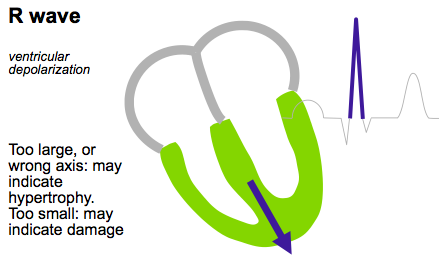 R wave
ventricular
depolarization
Too large, or
wrong axis: may
indicate
hypertrophy.
Too small: may
indicate damage